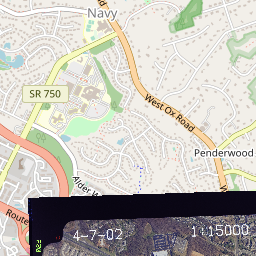 Navy
SR 750
West Ox Road
Penderwood
Alder W
Route
W
4-7-02
1:15000